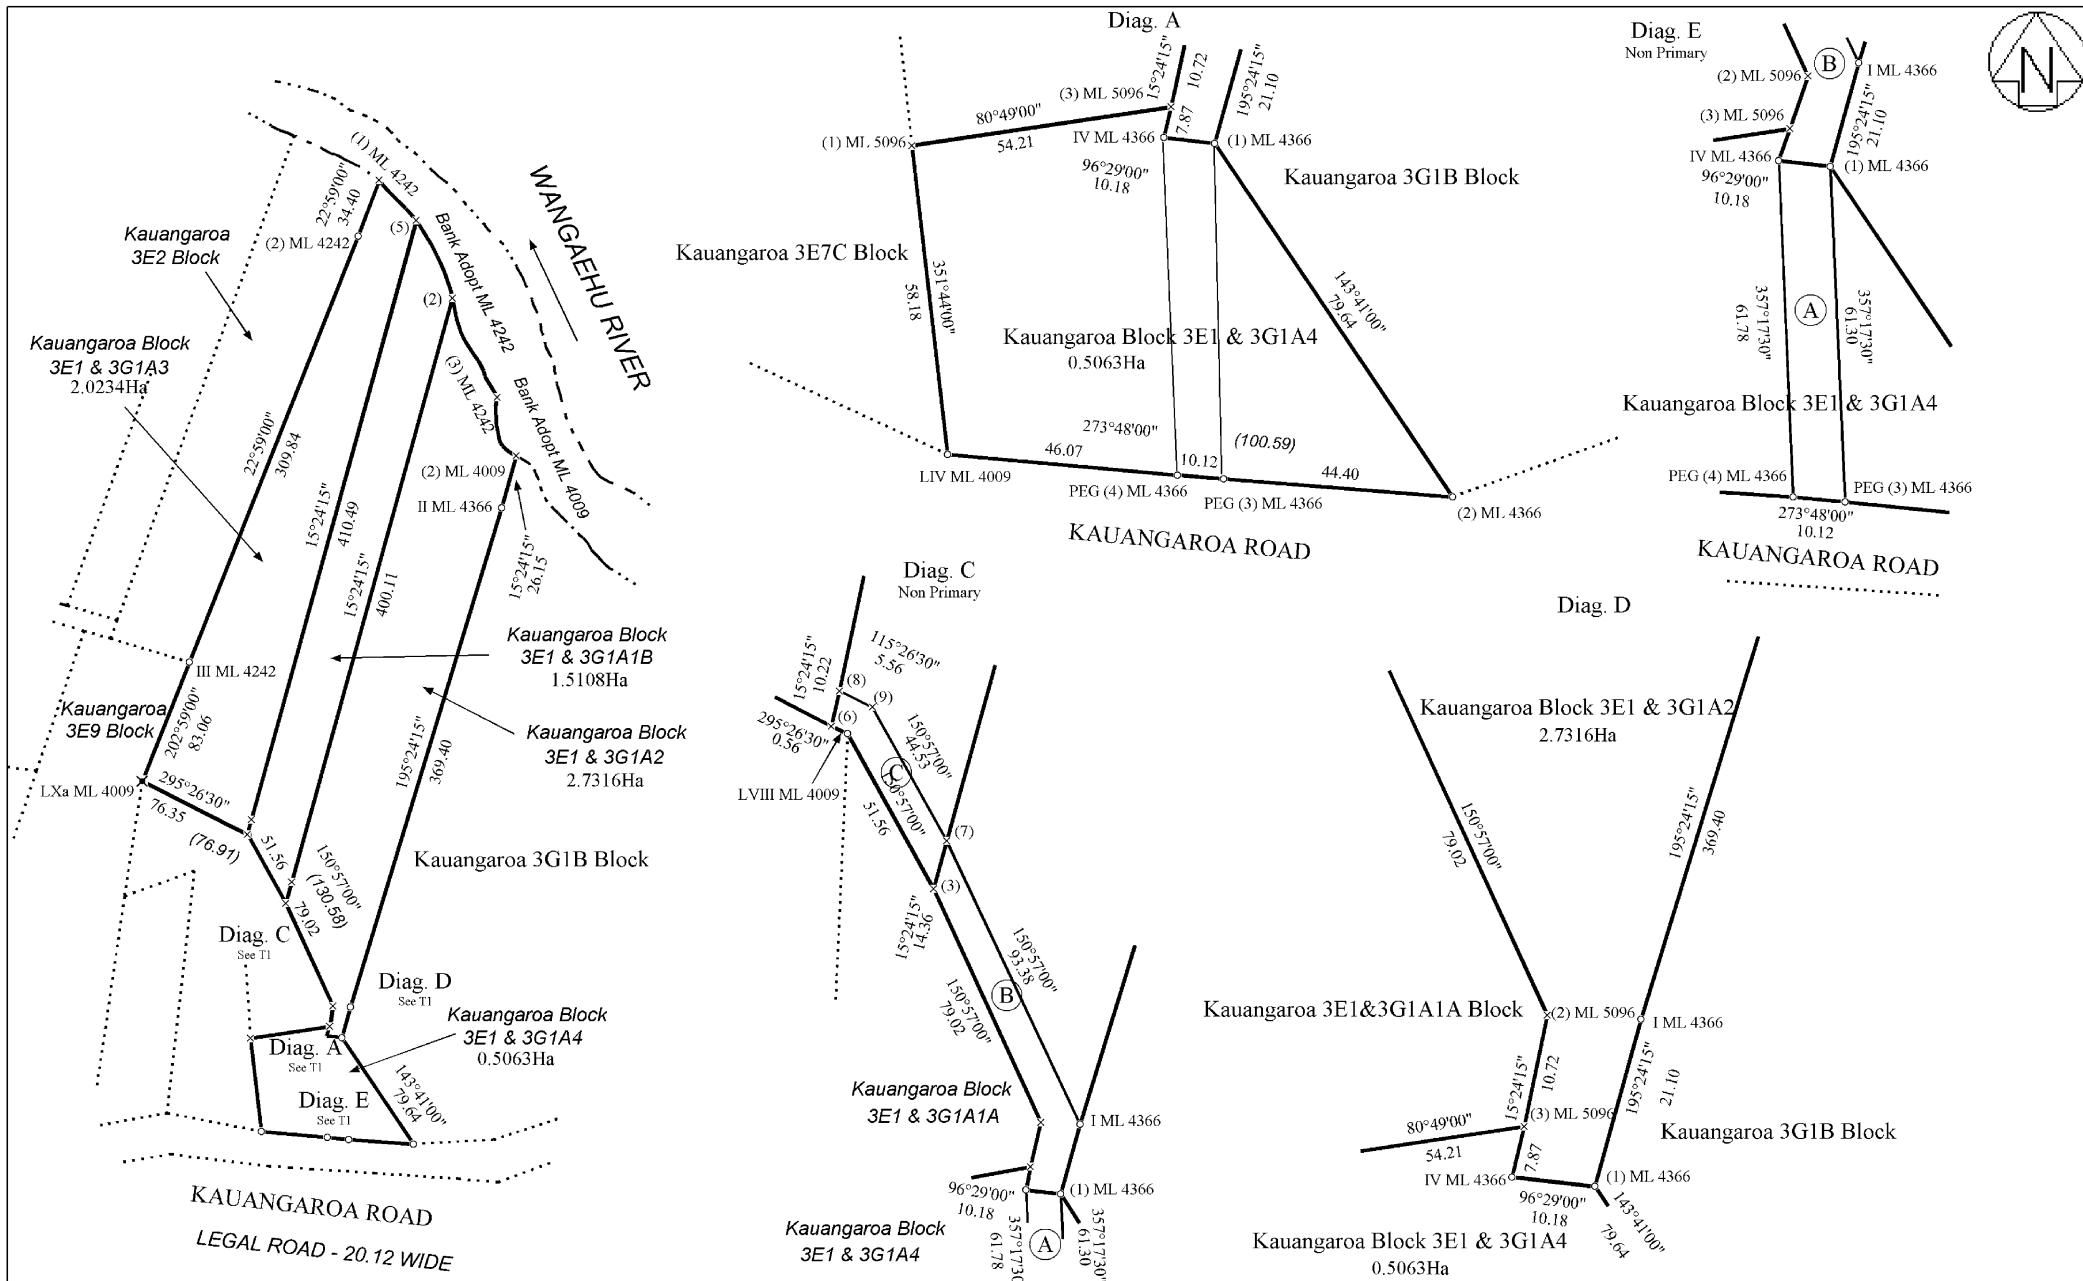 (1) ML 4242
22°59'00"
34.40
(2) ML 4242
(5)
(2)
Bank Adopt ML 4242
WANGAEHU RIVER
Kauangaroa
3E2 Block
Kauangaroa Block
3E1 & 3G1A3
2.0234Ha
(3) ML 4242
Bank Adopt ML 4009
22°59'00"
309.84
(2) ML 4009
II ML 4366
15°24'15"
26.15
15°24'15"
410.49
15°24'15"
400.11
Kauangaroa Block
3E1 & 3G1A1B
1.5108Ha
III ML 4242
Kauangaroa
3E9 Block
202°59'00"
83.06
Kauangaroa Block
3E1 & 3G1A2
2.7316Ha
195°24'15"
369.40
LXa ML 4009
295°26'30"
76.35
(76.91)
51.56
150°57'00"
(130.58)
79.02
Kauangaroa 3G1B Block
Diag. C
See T1
Diag. D
See T1
Kauangaroa Block
3E1 & 3G1A4
0.5063Ha
Diag. A
See T1
Diag. E
See T1
143°41'00"
79.64
KAUANGAROA ROAD
LEGAL ROAD - 20.12 WIDE
Diag. A
15°24'15"
10.72
195°24'15"
21.10
(3) ML 5096
80°49'00"
54.21
7.87
(1) ML 5096
IV ML 4366
(1) ML 4366
96°29'00"
10.18
Kauangaroa 3G1B Block
Kauangaroa 3E7C Block
351°44'00"
58.18
143°41'00"
79.64
Kauangaroa Block 3E1 & 3G1A4
0.5063Ha
273°48'00"
(100.59)
46.07
10.12
44.40
LIV ML 4009
PEG (4) ML 4366
PEG (3) ML 4366
(2) ML 4366
KAUANGAROA ROAD
Diag. E
Non Primary
B
N
(2) ML 5096
I ML 4366
(3) ML 5096
195°24'15"
21.10
IV ML 4366
(1) ML 4366
96°29'00"
10.18
357°17'30"
61.78
A
357°17'30"
61.30
Kauangaroa Block 3E1 & 3G1A4
PEG (4) ML 4366
PEG (3) ML 4366
273°48'00"
10.12
KAUANGAROA ROAD
Diag. C
Non Primary
15°24'15"
10.22
115°26'30"
5.56
(8)
(9)
(6)
295°26'30"
0.56
150°57'00"
44.53
C
LVIII ML 4009
150°57'00"
51.56
(7)
(3)
15°24'15"
14.36
150°57'00"
93.38
B
150°57'00"
79.02
Kauangaroa Block
3E1 & 3G1A1A
I ML 4366
96°29'00"
10.18
(1) ML 4366
Kauangaroa Block
3E1 & 3G1A4
357°17'30"
61.78
A
357°17'30"
61.30
Diag. D
Kauangaroa Block 3E1 & 3G1A2
2.7316Ha
150°57'00"
79.02
195°24'15"
369.40
Kauangaroa 3E1&3G1A1A Block
(2) ML 5096
I ML 4366
15°24'15"
10.72
195°24'15"
21.10
(3) ML 5096
80°49'00"
54.21
7.87
Kauangaroa 3G1B Block
IV ML 4366
(1) ML 4366
96°29'00"
10.18
143°41'00"
79.64
Kauangaroa Block 3E1 & 3G1A4
0.5063Ha